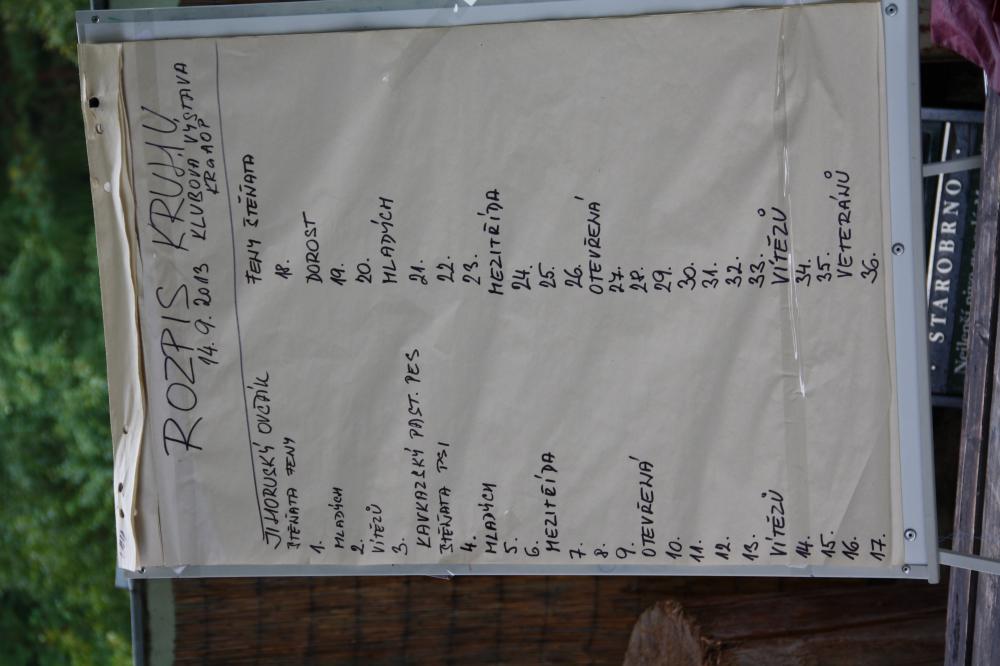 ROZPIS KRUHŮ
14.9.2013 KLUBOVÁ VÝSTAVA
KRaAOP
JIHORUSKÝ OVČÁK
ŠTĚŇATA FENY
1.
MLADÝCH
2.
VÍTĚZŮ
3.
KAVKAZSKÝ PAST. PES
ŠTĚŇATA PSI
4.
MLADÝCH
5.
6.
MEZITŘÍDA
7.
8.
9.
OTEVŘENÁ
10.
11.
12.
13.
VÍTĚZŮ
14.
15.
16.
17.
FENY ŠTĚŇATA
18.
DOROST
19.
20.
MLADÝCH
21.
22.
23.
MEZITŘÍDA
24.
25.
26.
OTEVŘENÁ
27.
28.
29.
30.
31.
32.
33.
VÍTĚZŮ
34.
35.
VETERÁNŮ
36.
STAROBRNO